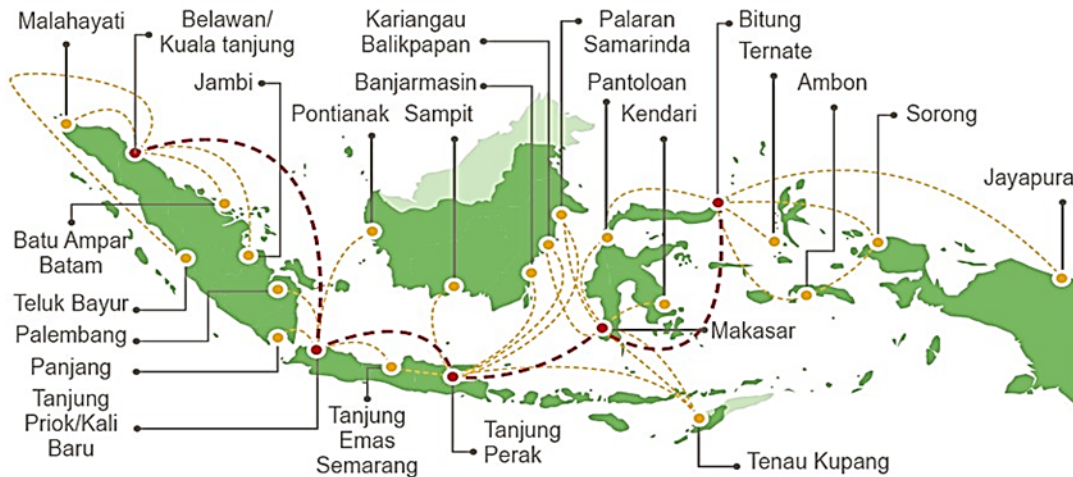 Malahayati
Belawan/
Kuala tanjung
Jambi
Kariangau
Balikpapan
Banjarmasin
Pontianak
Sampit
Palaran
Samarinda
Pantoloan
Kendari
Bitung
Ternate
Ambon
Sorong
Jayapura
Batu Ampar
Batam
Teluk Bayur
Palembang
Panjang
Tanjung
Priok/Kali
Baru
Tanjung
Emas
Semarang
Tanjung
Perak
Makasar
Tenau Kupang